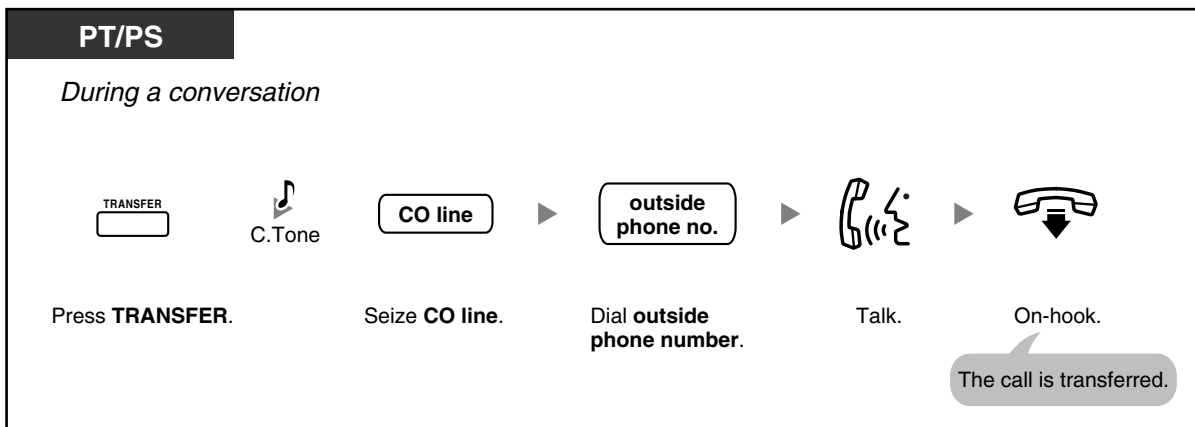 PT/PS
During a conversation
TRANSFER
C.Tone
CO line
outside
phone no.
Press TRANSFER.
Seize CO line.
Dial outside
phone number.
Talk.
On-hook.
The call is transferred.